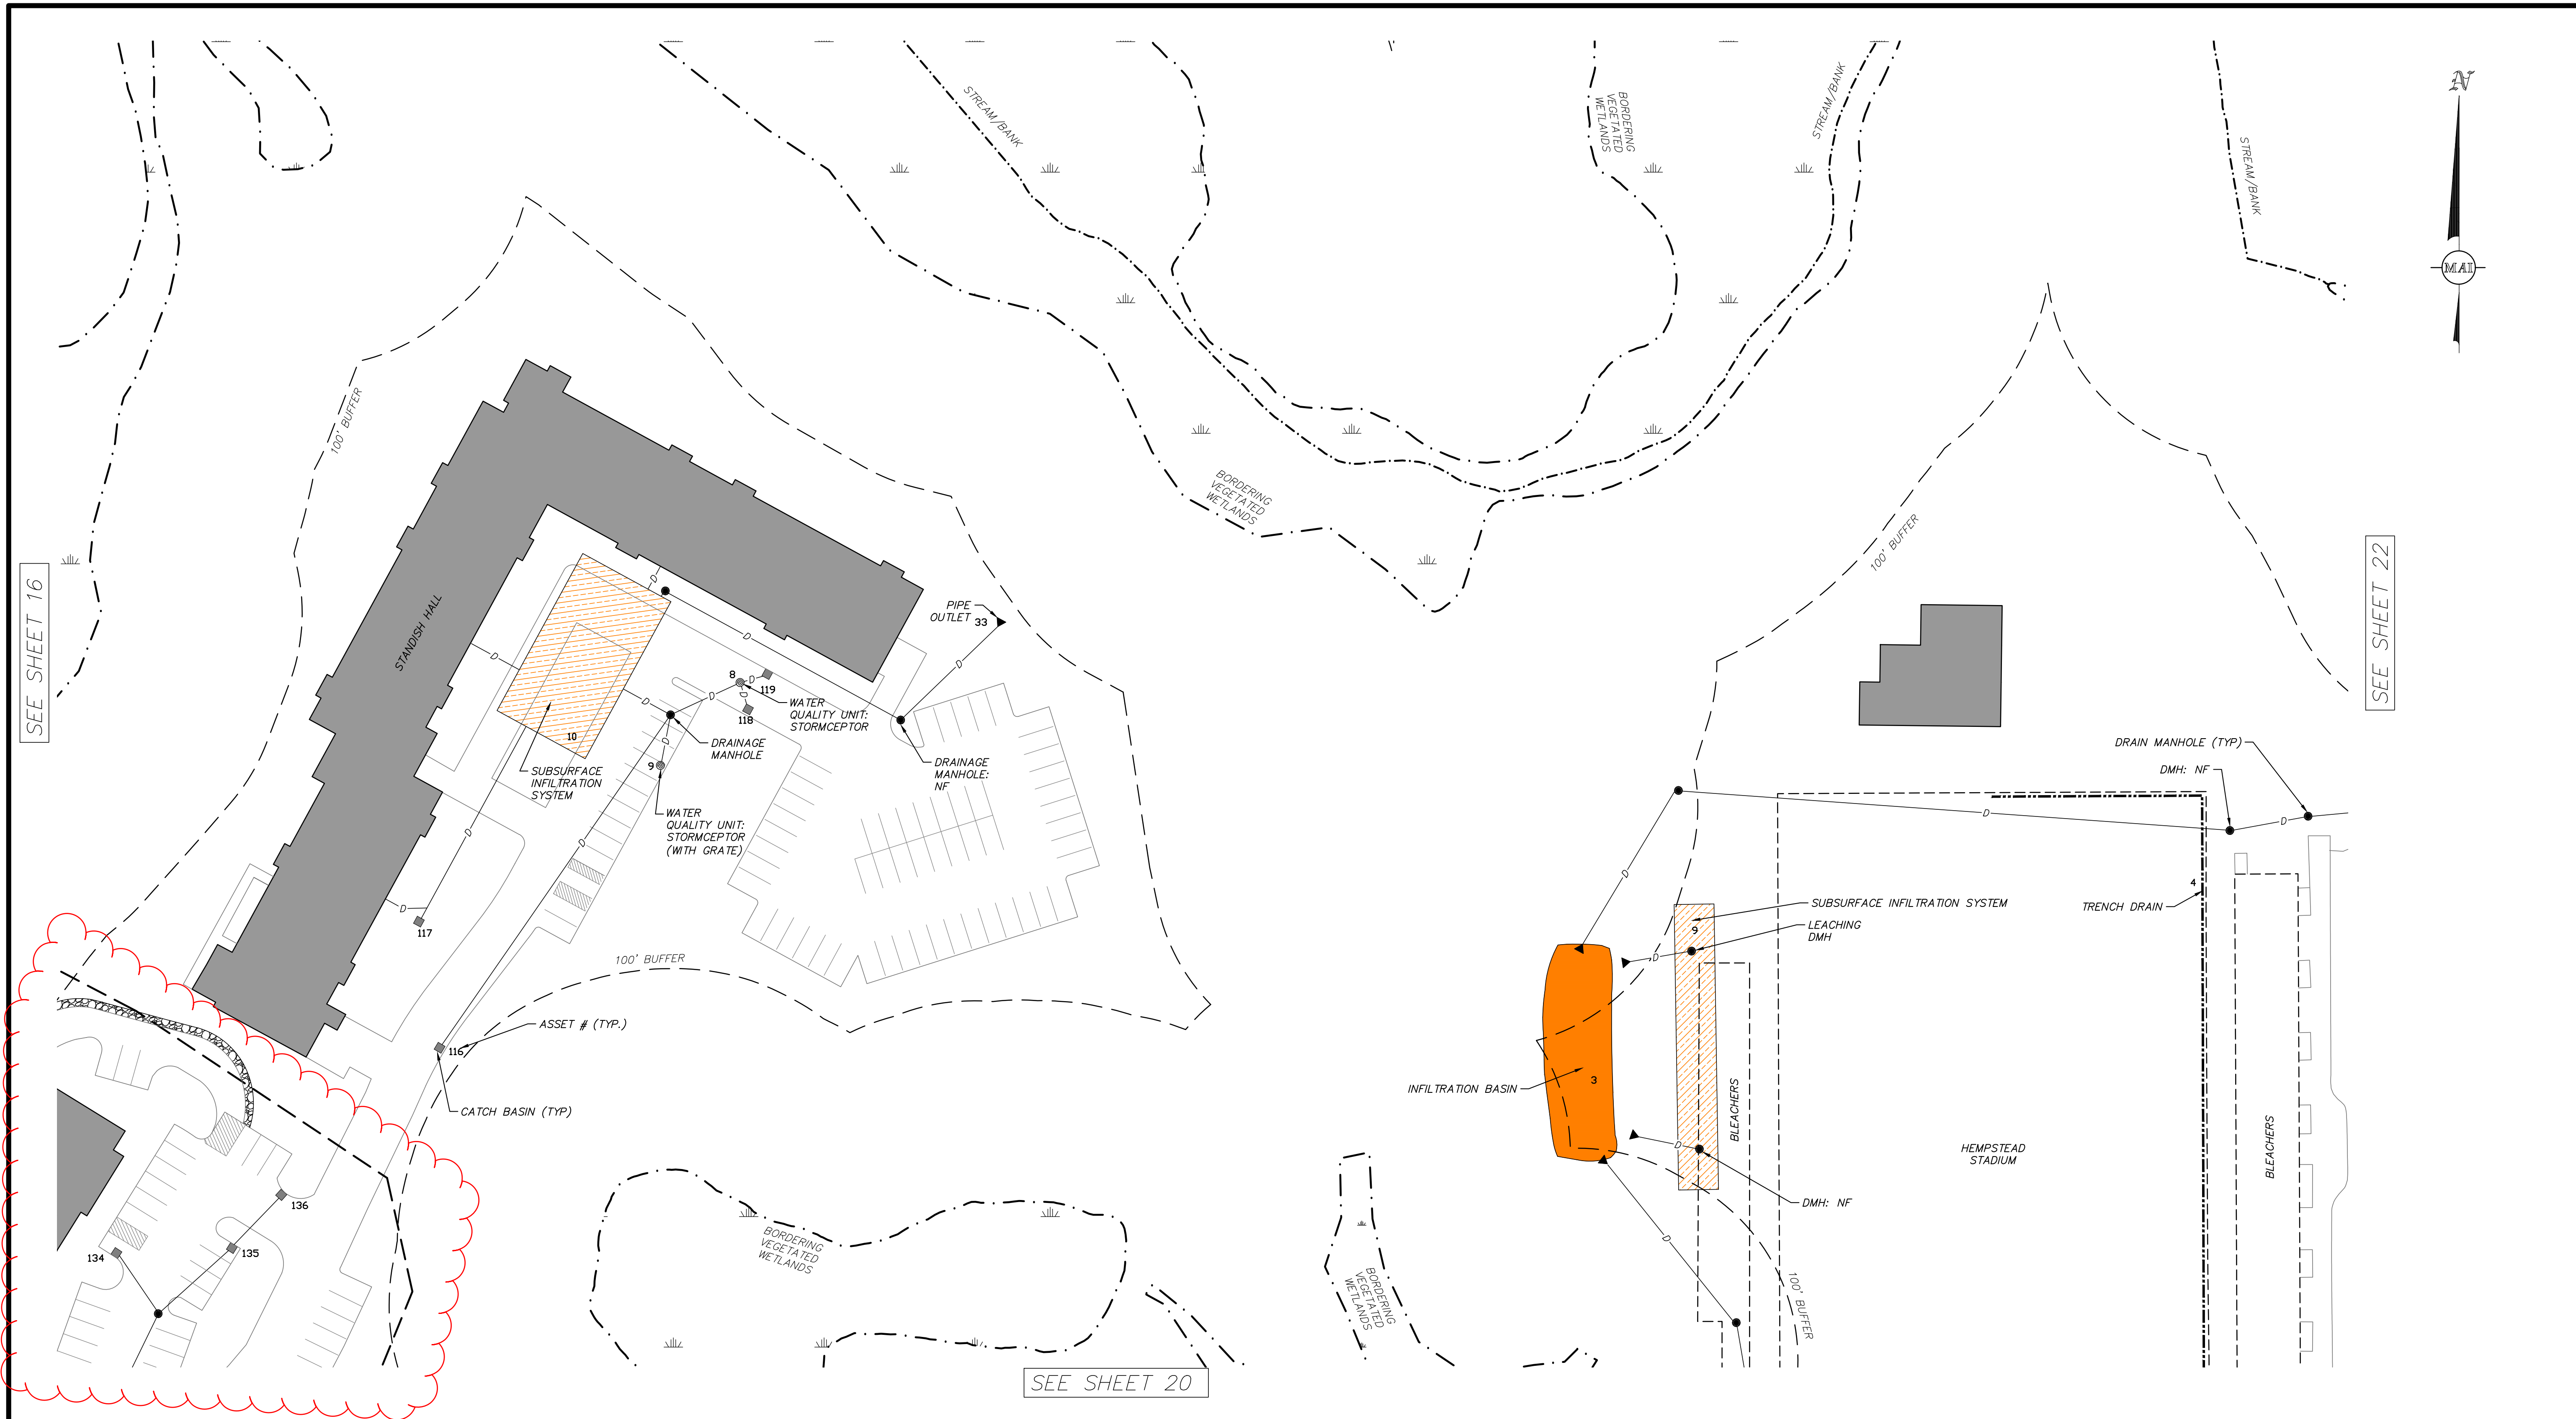 N
MAI
STREAM/BANK
BORDERING
VEGETATED
WETLANDS
STREAM/BANK
STREAM/BANK
100' BUFFER
BORDERING
VEGETATED
WETLANDS
100' BUFFER
SEE SHEET 16
SEE SHEET 22
STANDISH HALL
D
D
D
D
D
D
D
D
D
D
D
D
D
PIPE
OUTLET
33
8
119
118
WATER
QUALITY UNIT:
STORMCEPTOR
10
DRAINAGE
MANHOLE
9
SUBSURFACE
INFILTRATION
SYSTEM
DRAINAGE
MANHOLE:
NF
WATER
QUALITY UNIT:
STORMCEPTOR
(WITH GRATE)
117
100' BUFFER
ASSET # (TYP.)
116
CATCH BASIN (TYP)
136
135
134
DRAIN MANHOLE (TYP)
DMH: NF
D
D
D
4
TRENCH DRAIN
SUBSURFACE INFILTRATION SYSTEM
9
LEACHING
DMH
D
INFILTRATION BASIN
3
BLEACHERS
D
DMH: NF
HEMPSTEAD
STADIUM
BLEACHERS
D
100' BUFFER
BORDERING
VEGETATED
WETLANDS
BORDERING
VEGETATED
WETLANDS
SEE SHEET 20